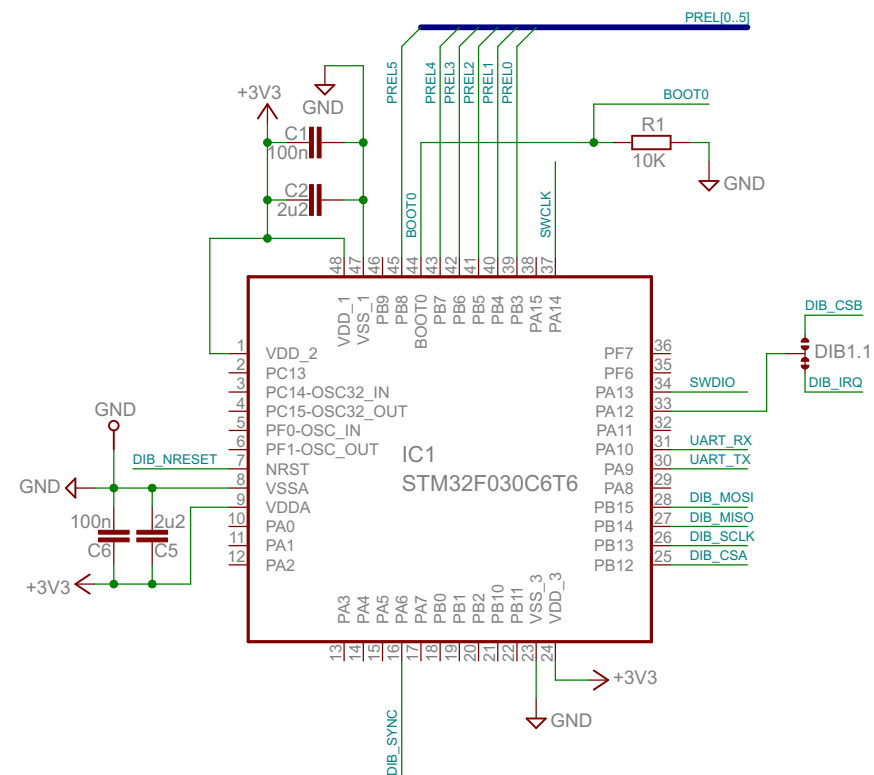 PREL[0..5]
+3V3
GND
C1
100n
C2
2u2
PREL5
PREL4
PREL3
PREL2
PREL1
PREL0
BOOT0
BOOT0
R1
10K
GND
SWCLK
48
47
46
45
44
43
42
41
40
39
38
37
VDD_1
VSS_1
PB9
PB8
BOOT0
PB7
PB6
PB5
PB4
PB3
PA15
PA14
1 VDD_2
2 PC13
3 PC14-OSC32_IN
4 PC15-OSC32_OUT
5 PF0-OSC_IN
6 PF1-OSC_OUT
7 NRST
8 VSSA
9 VDDA
10 PA0
11 PA1
12 PA2
IC1
STM32F030C6T6
PF7 36
PF6 35
PA13 34 SWDIO
PA12 33
PA11 32
PA10 31 UART_RX
PA9 30 UART_TX
PA8 29
PB15 28 DIB_MOSI
PB14 27 DIB_MISO
PB13 26 DIB_SCLK
PB12 25 DIB_CSA
DIB_CSB
DIB1.1
DIB_IRQ
GND
DIB_NRESET
GND
100n
C6
2u2
C5
+3V3
PA3
PA4
PA5
PA6
PA7
PB0
PB1
PB2
PB10
PB11
VSS_3
VDD_3
13
14
15
16
17
18
19
20
21
22
23
24
+3V3
GND
DIB_SYNC